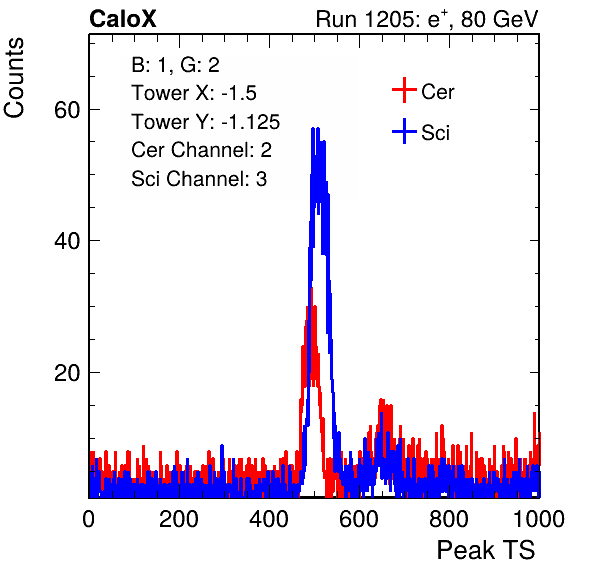 CaloX Run 1205: e+, 80 GeV
B: 1, G: 2
Tower X: -1.5
Tower Y: -1.125
Cer Channel: 2
Sci Channel: 3
Cer
Sci
Counts
60
40
20
0 200 400 600 800 1000
Peak TS